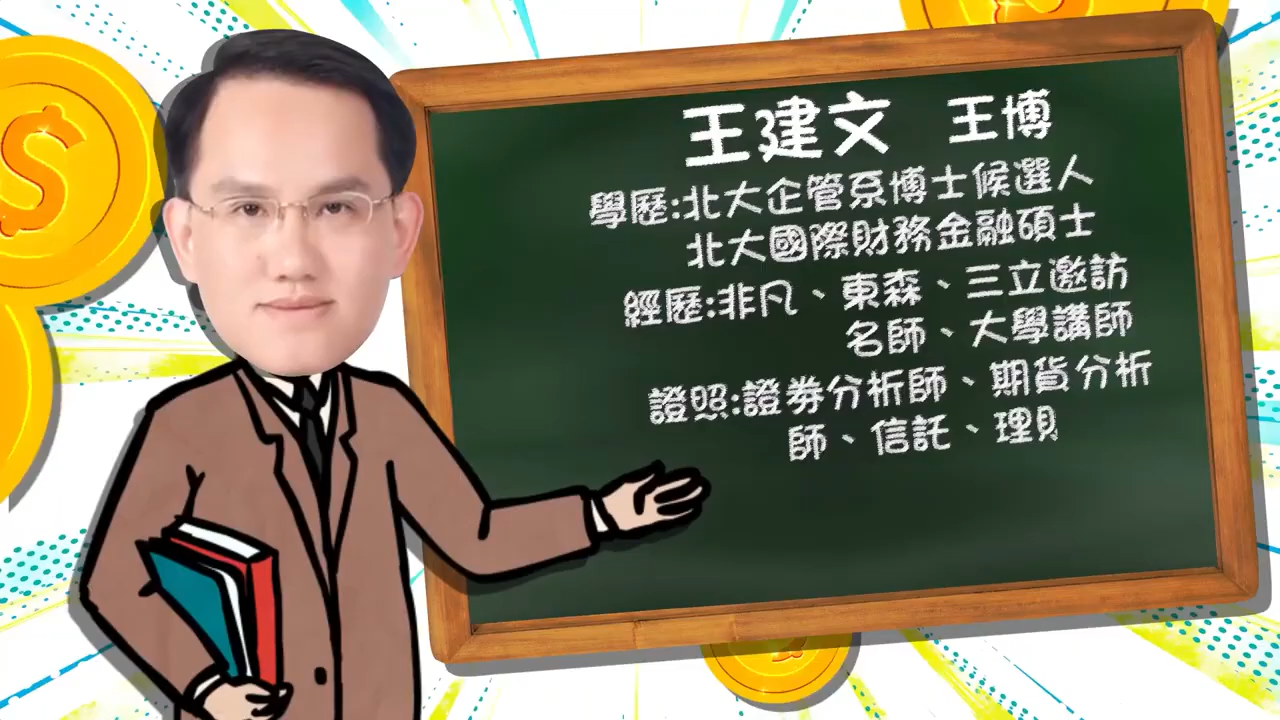 王建文 王博
學歷:北大企管系博士候選人
北大國際財務金融碩士
經歷:非凡、東森、三立邀訪
名師、大學講師
證照:證券分析師、期貨分析
師、信託、理